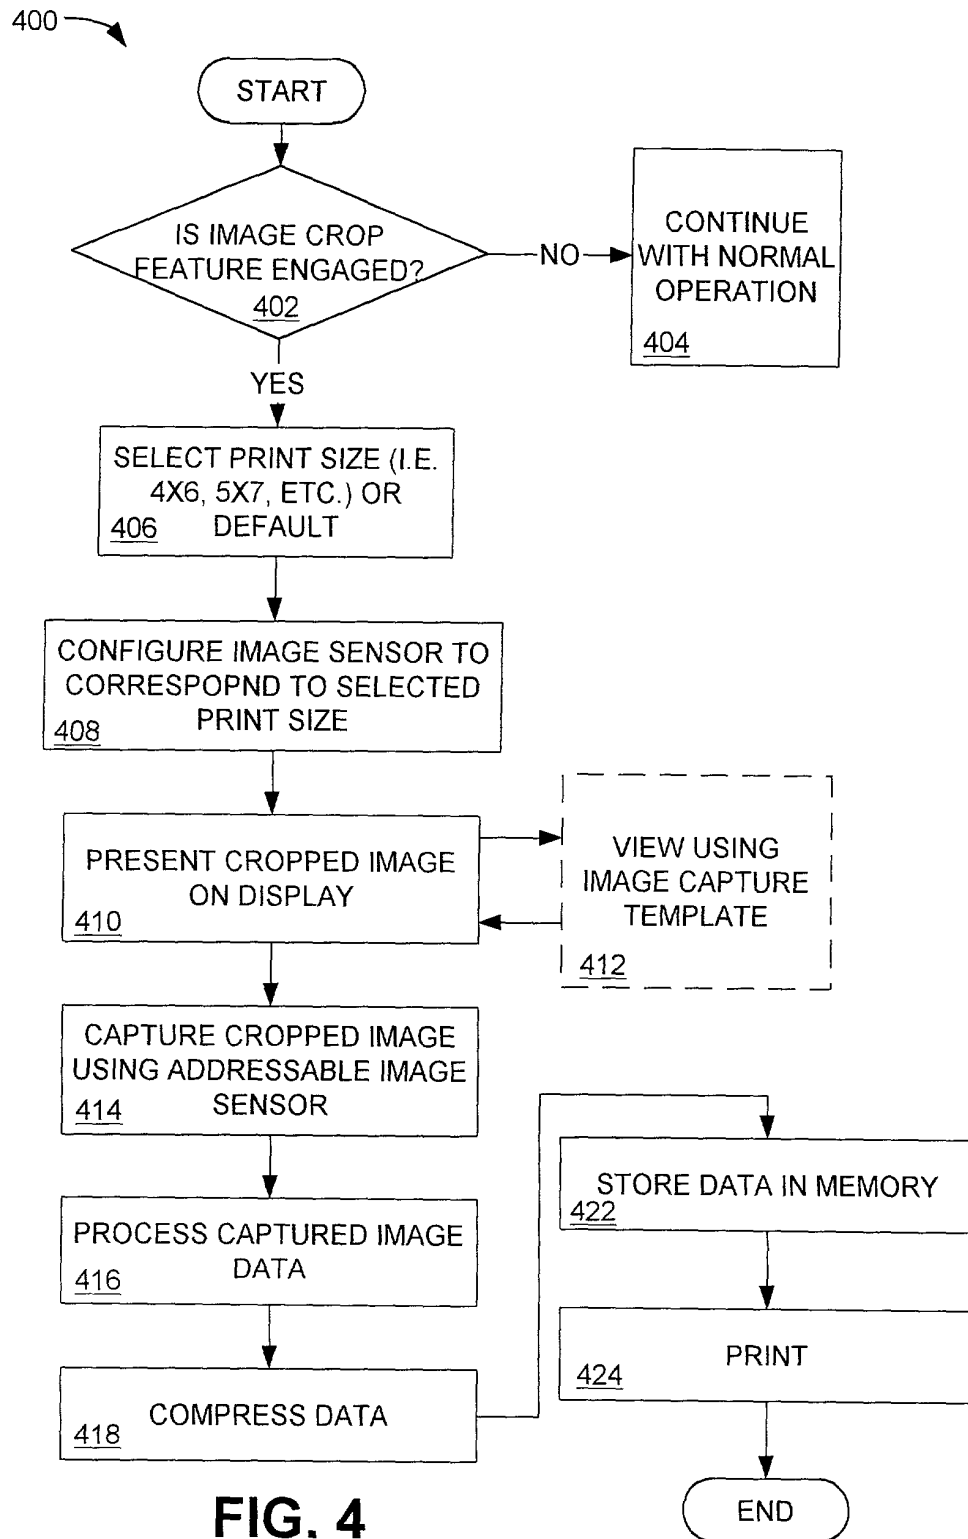 400
START
IS IMAGE CROP
FEATURE ENGAGED?
402
NO
CONTINUE
WITH NORMAL
OPERATION
404
YES
SELECT PRINT SIZE (I.E.
4X6, 5X7, ETC.) OR
DEFAULT
406
CONFIGURE IMAGE SENSOR TO
CORRESPOPND TO SELECTED
PRINT SIZE
408
PRESENT CROPPED IMAGE
ON DISPLAY
410
VIEW USING
IMAGE CAPTURE
TEMPLATE
412
CAPTURE CROPPED IMAGE
USING ADDRESSABLE IMAGE
SENSOR
414
PROCESS CAPTURED IMAGE
DATA
416
COMPRESS DATA
418
STORE DATA IN MEMORY
422
PRINT
424
END
FIG. 4